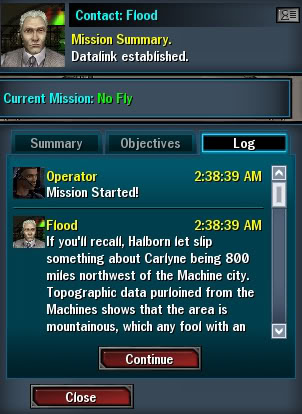 Contact: Flood
Mission Summary.
Datalink established.
Current Mission: No Fly
Summary
Objectives
Log
Operator
2:38:39 AM
Mission Started!
Flood
2:38:39 AM
If you'll recall, Halborn let slip
something about Carlyne being 800
miles northwest of the Machine city.
Topographic data purloined from the
Machines shows that the area is
mountainous, which any fool with an
Continue
Close